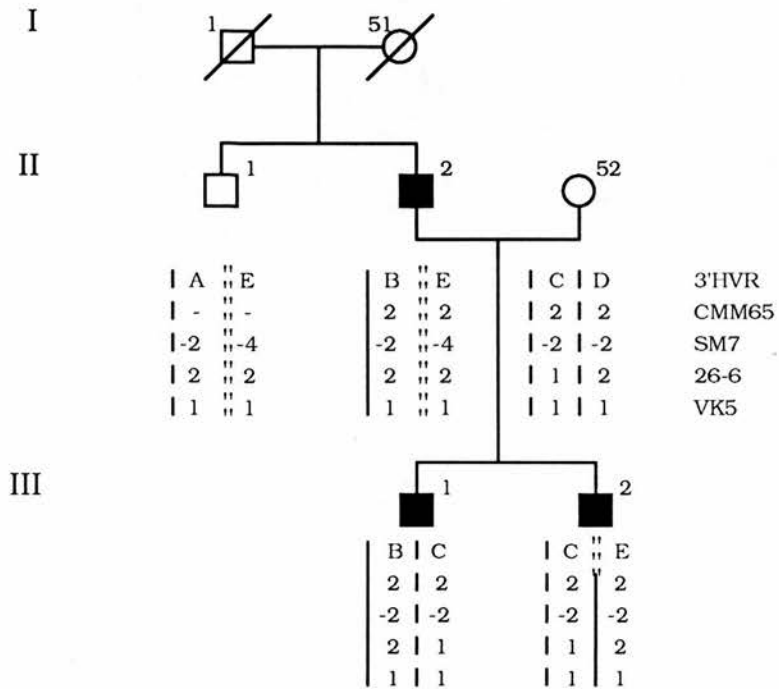 I
1 51
II
1 2 52
A E B E C D 3'HVR
- - 2 2 2 2 CMM65
-2 -4 -2 -4 -2 -2 SM7
2 2 2 2 1 2 26-6
1 1 1 1 1 1 VK5
III
1 2
B C C E
2 2 2 2
-2 -2 -2 -2
2 1 1 2
1 1 1 1